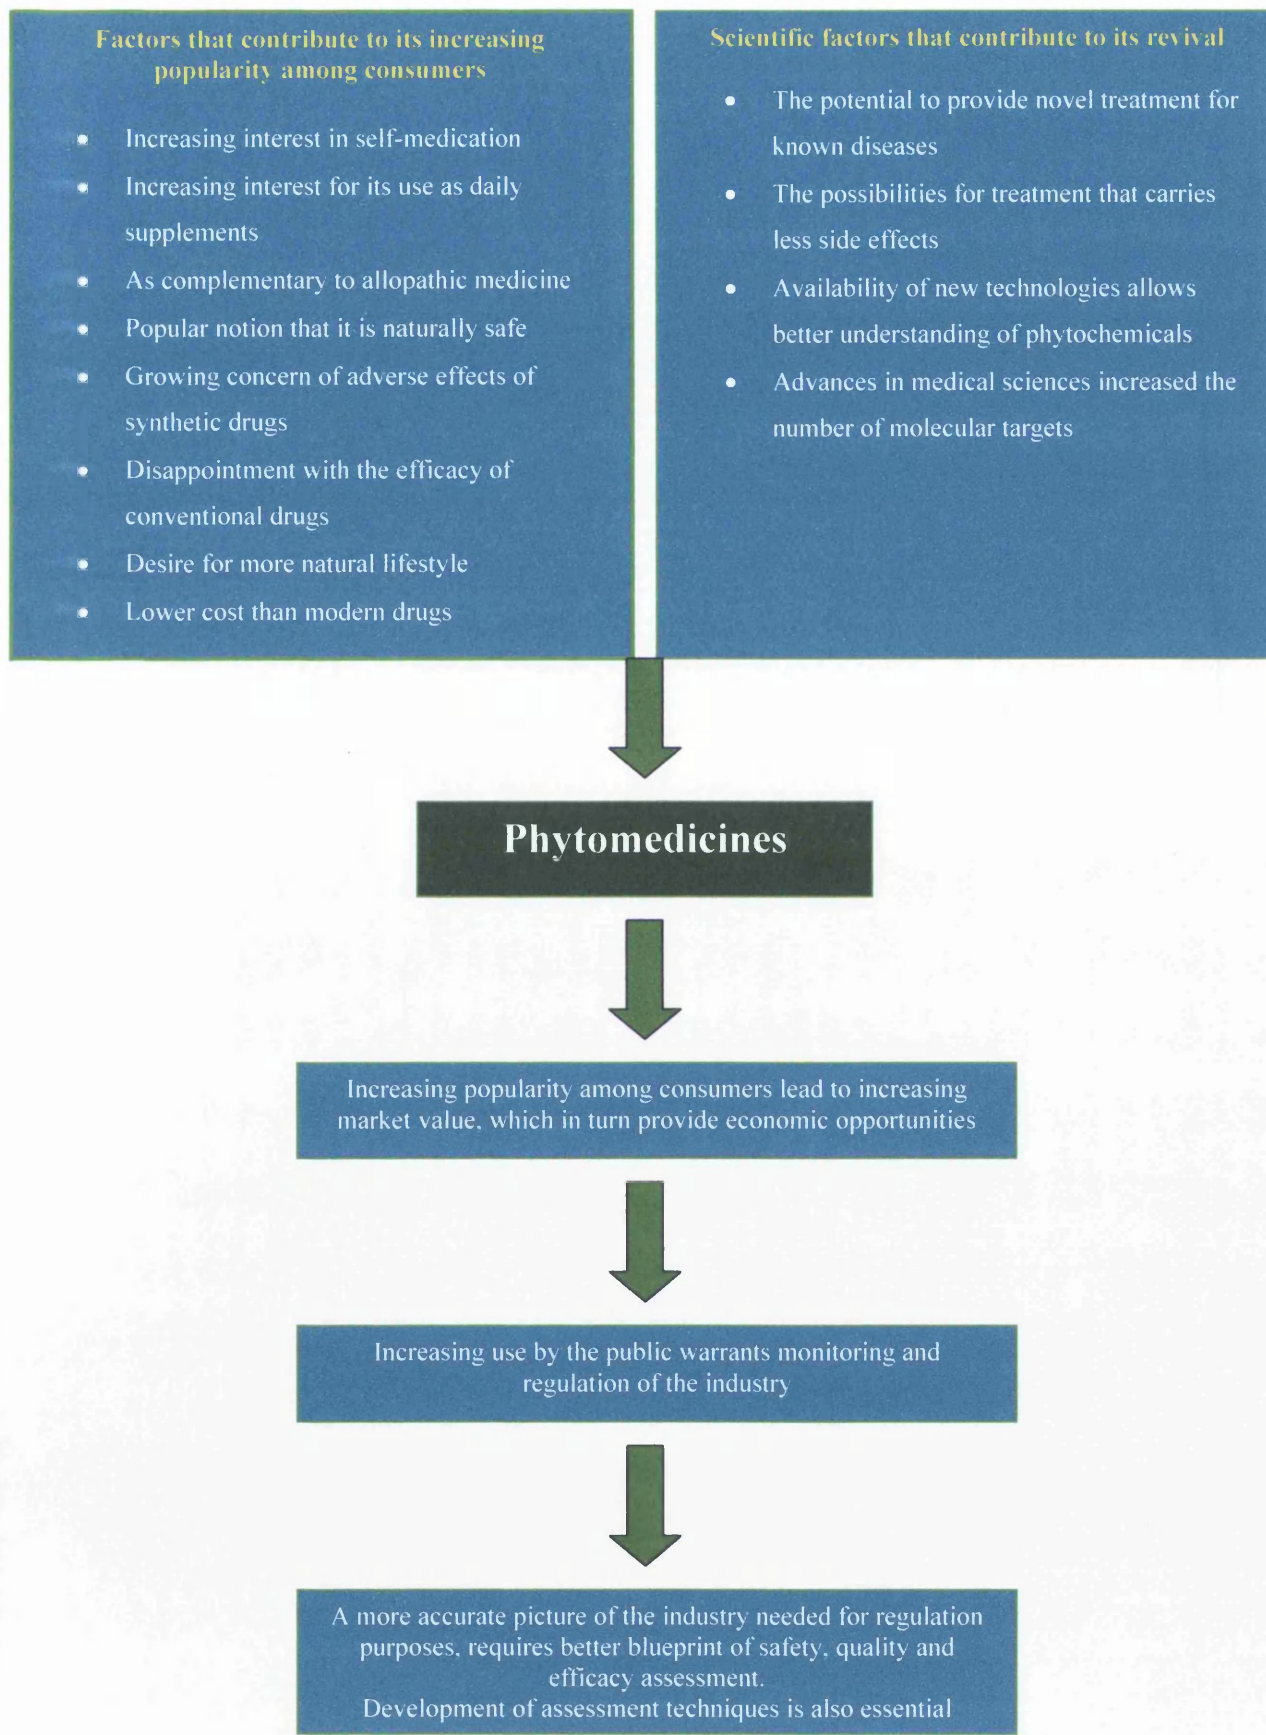 Factors that contribute to its increasing
popularity among consumers
• Increasing interest in self-medication
• Increasing interest for its use as daily
supplements
• As complementary to allopathic medicine
• Popular notion that it is naturally safe
• Growing concern of adverse effects of
synthetic drugs
• Disappointment with the efficacy of
conventional drugs
• Desire for more natural lifestyle
• Lower cost than modern drugs
Scientific factors that contribute to its revival
• The potential to provide novel treatment for
known diseases
• The possibilities for treatment that carries
less side effects
• Availability of new technologies allows
better understanding of phytochemicals
• Advances in medical sciences increased the
number of molecular targets
Phytomedicines
Increasing popularity among consumers lead to increasing
market value, which in turn provide economic opportunities
Increasing use by the public warrants monitoring and
regulation of the industry
A more accurate picture of the industry needed for regulation
purposes, requires better blueprint of safety, quality and
efficacy assessment.
Development of assessment techniques is also essential